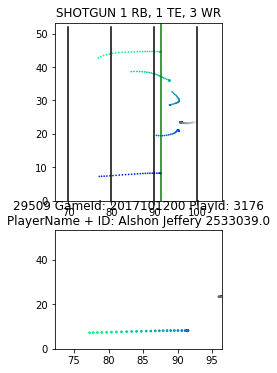 SHOTGUN 1 RB, 1 TE, 3 WR
50
40
30
20
10
0
70 80 90 100
29509 GameId: 2017101200 PlayId: 3176
PlayerName + ID: Alshon Jeffery 2533039.0
40
20
0
75 80 85 90 95